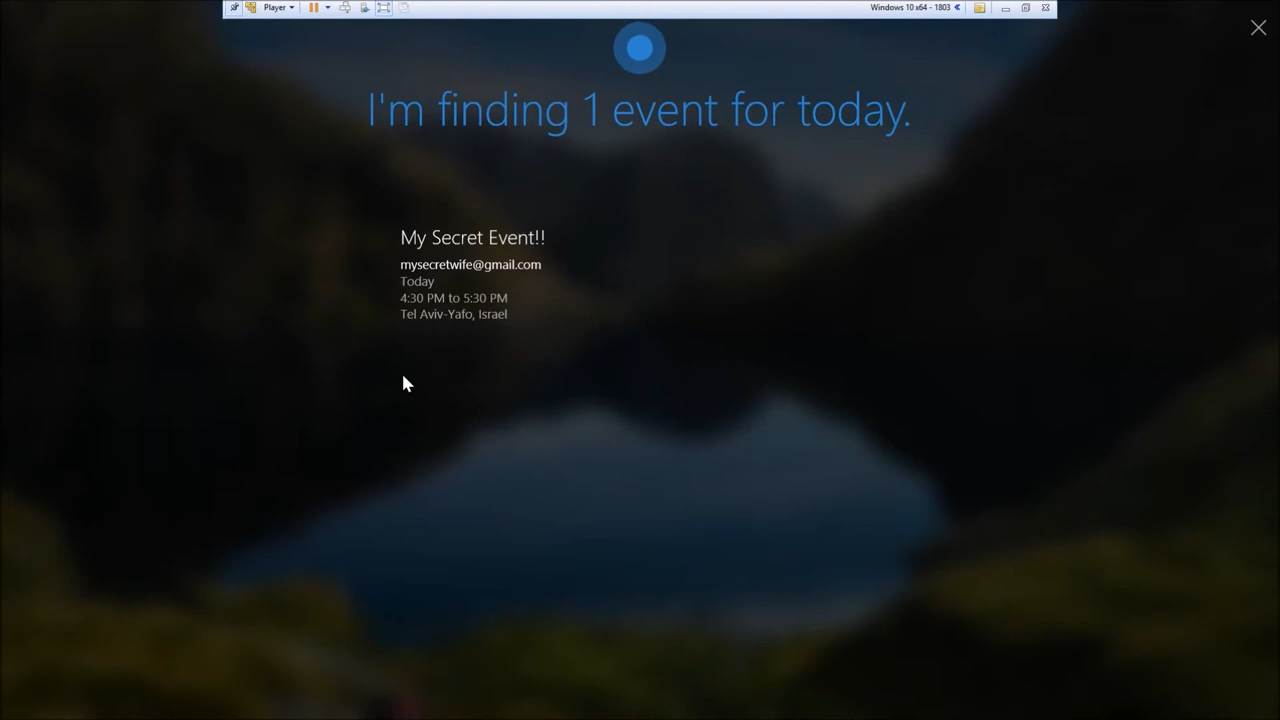 Player
Windows 10 x64 - 1803
I'm finding 1 event for today.
My Secret Event!!
mysecretwife@gmail.com
Today
4:30 PM to 5:30 PM
Tel Aviv-Yafo, Israel